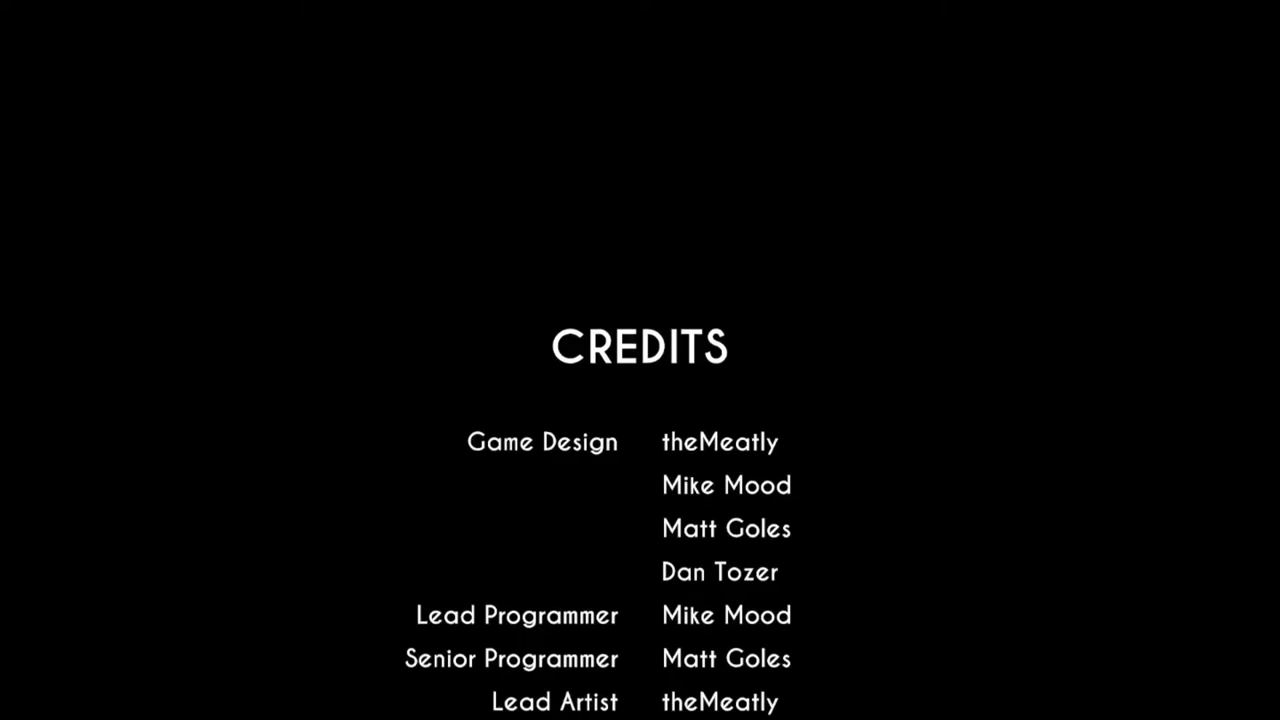 CREDITS
Game Design theMeatly
Mike Mood
Matt Goles
Dan Tozer
Lead Programmer Mike Mood
Senior Programmer Matt Goles
Lead Artist theMeatly